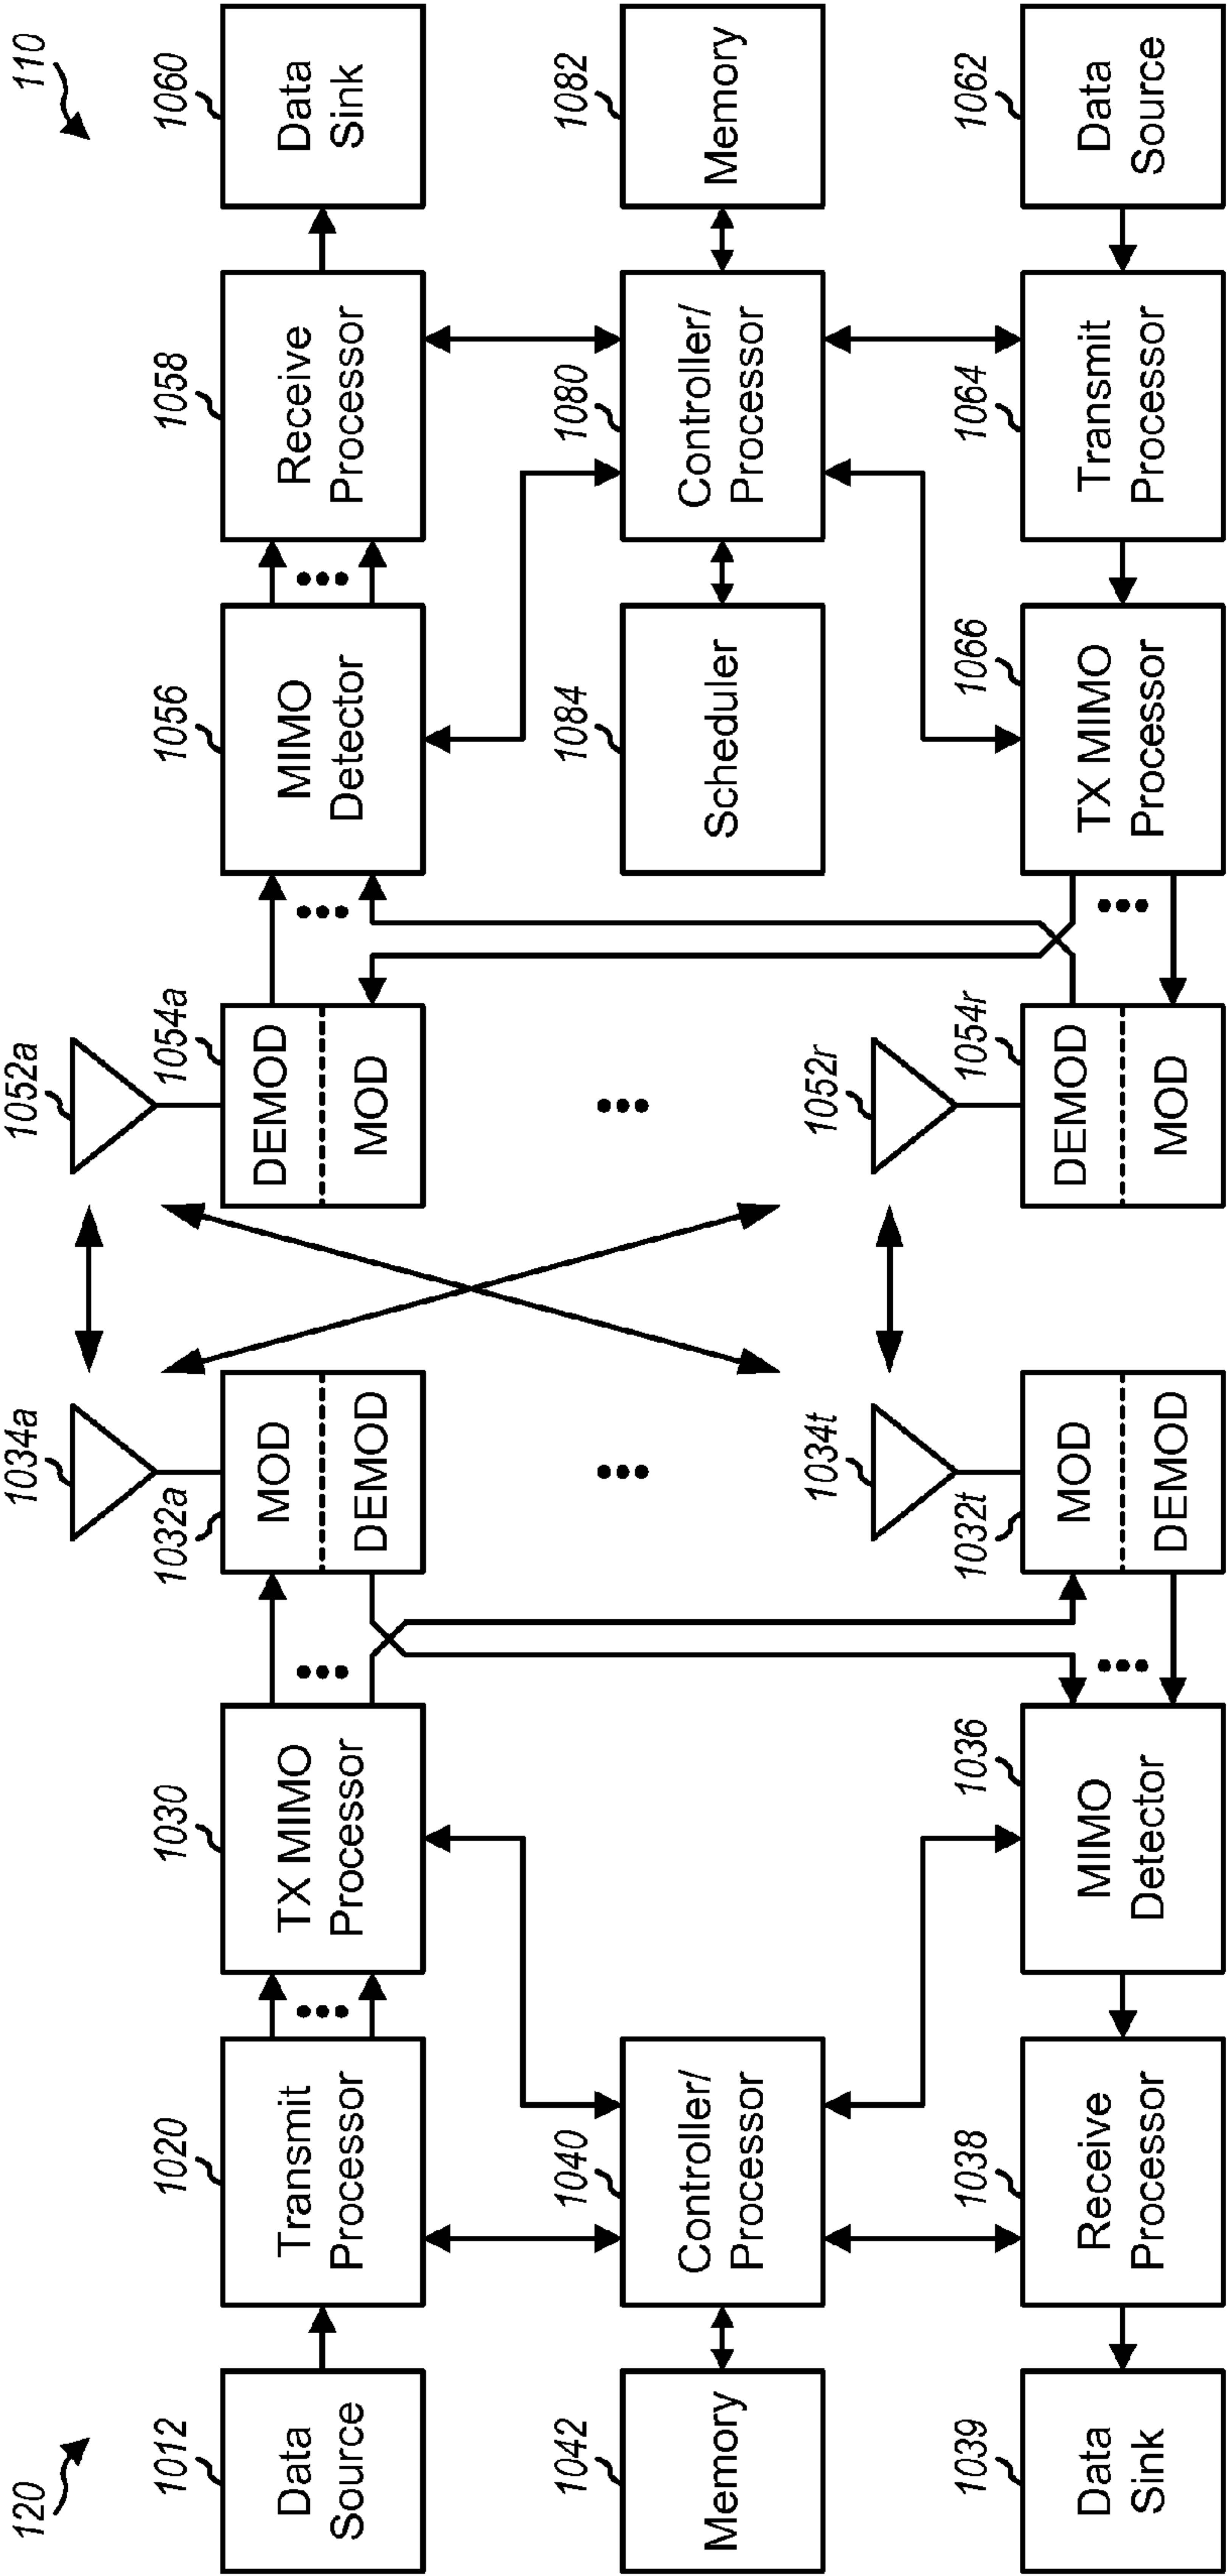 120
110
1012
Data
Source
1020
Transmit
Processor
1030
TX MIMO
Processor
1034a
1032a
MOD
DEMOD
1052a
1054a
DEMOD
MOD
1056
MIMO
Detector
1058
Receive
Processor
1060
Data
Sink
1042
Memory
1040
Controller/
Processor
1084
Scheduler
1080
Controller/
Processor
1082
Memory
1039
Data
Sink
1038
Receive
Processor
1036
MIMO
Detector
1034t
1032t
MOD
DEMOD
1052r
1054r
DEMOD
MOD
1066
TX MIMO
Processor
1064
Transmit
Processor
1062
Data
Source